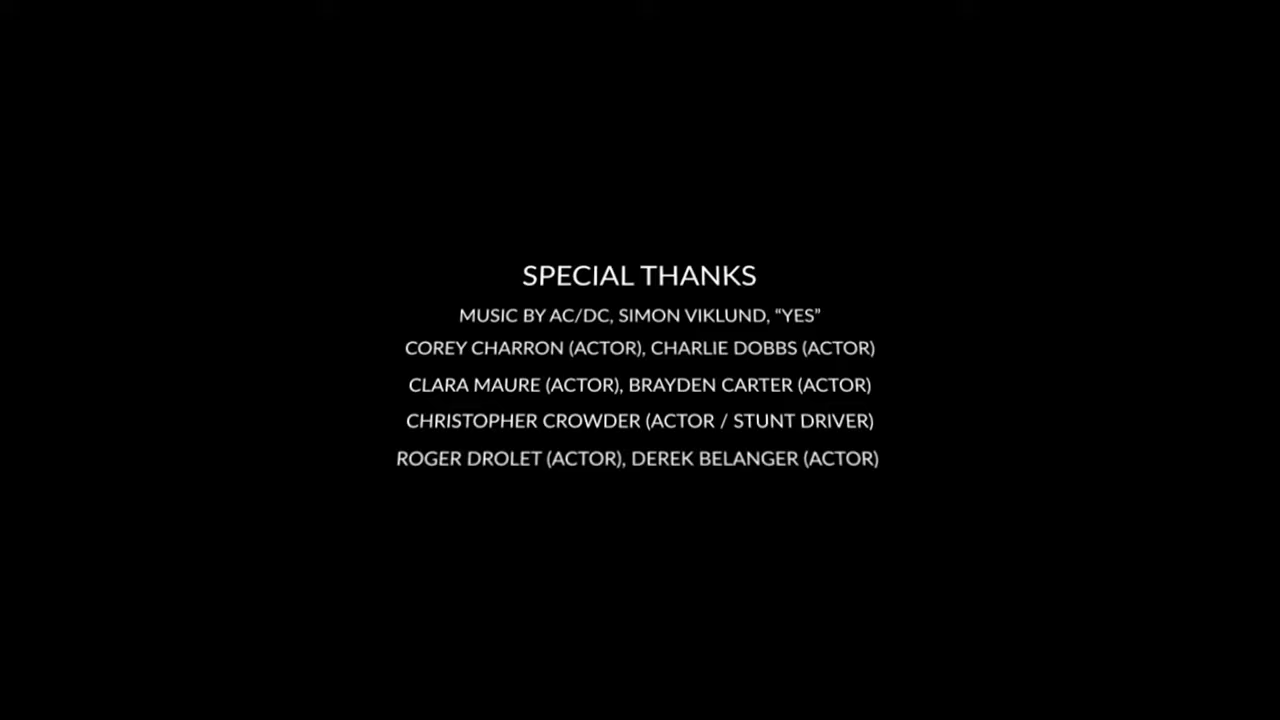 SPECIAL THANKS
MUSIC BY AC/DC, SIMON VIKLUND, “YES”
COREY CHARRON (ACTOR), CHARLIE DOBBS (ACTOR)
CLARA MAURE (ACTOR), BRAYDEN CARTER (ACTOR)
CHRISTOPHER CROWDER (ACTOR / STUNT DRIVER)
ROGER DROLET (ACTOR), DEREK BELANGER (ACTOR)